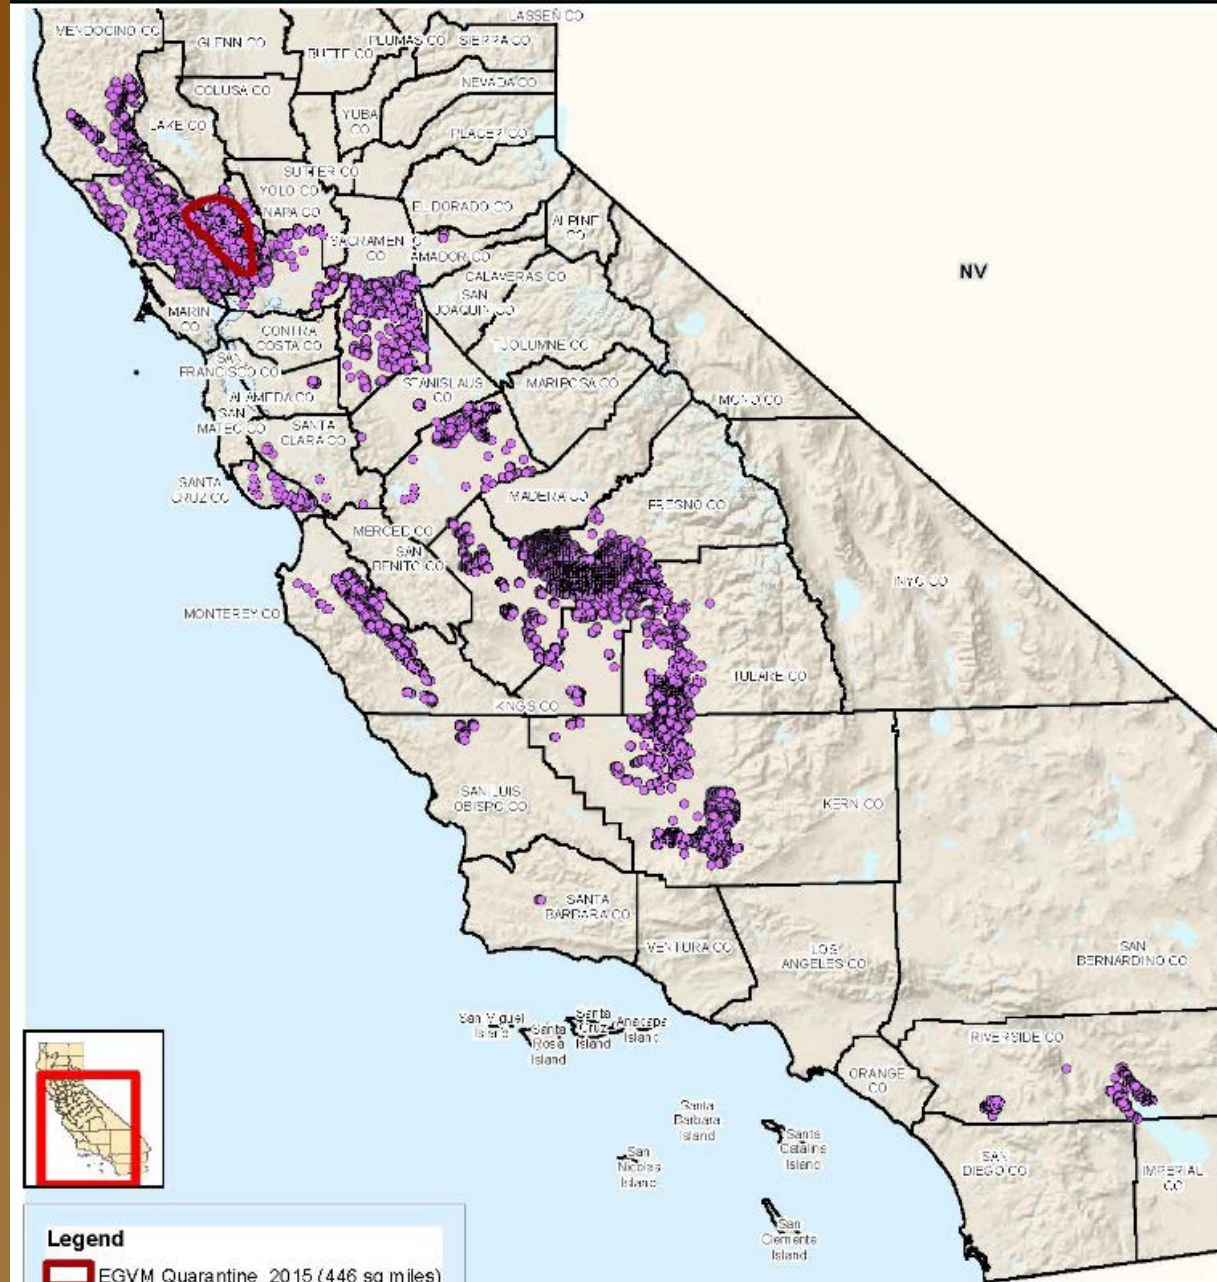 LASSEN CO
MENDOCINO CO
GLENN CO
BUTTE CO
PLUMAS CO
SIERRA CO
COLUSA CO
NEVADA CO
LAKE CO
YUBA
CO
PLACER CO
SUTTER CO
YOLO CO
NAPA CO
EL DORADO CO
ALPINE
CO
SACRAMEN O
CO
AMADOR CO
CALAVERAS CO
SAN
JOAQUIN CO
NV
MARIN
CO
CONTRA
COSTA CO
TUOLUMNE CO
SAN
FRANCISCO CO
ALAMEDA CO
STANISLAUS
CO
MARIPOSA CO
MONO CO
SAN
MATEO CO
SANTA
CLARA CO
SANTA
CRUZ CO
MADERA CO
FRESNO CO
MERCED CO
SAN
BENITO CO
INYO CO
MONTEREY CO
TULARE CO
KINGS CO
SAN LUIS
OBISPO CO
KERN CO
SANTA
BARBARA CO
VENTURA CO
LOS
ANGELES CO
SAN
BERNARDINO CO
San Miguel
Island
Santa
Rosa
Island
Santa
Cruz
Island
Anacapa
Island
RIVERSIDE CO
ORANGE
CO
Santa
Barbara
Island
Santa
Catalina
Island
San
Nicolas
Island
SAN
DIEGO CO
IMPERIAL
CO
San
Clemente
Island
Legend
EGVM Quarantine 2015 (446 sq miles)